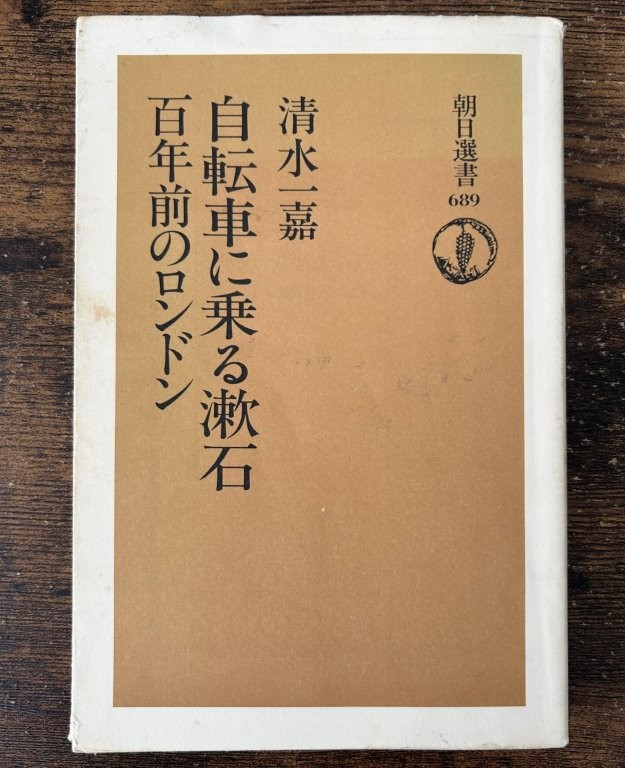 朝日選書
689
清水一嘉
自転車に乗る漱石
百年前のロンドン